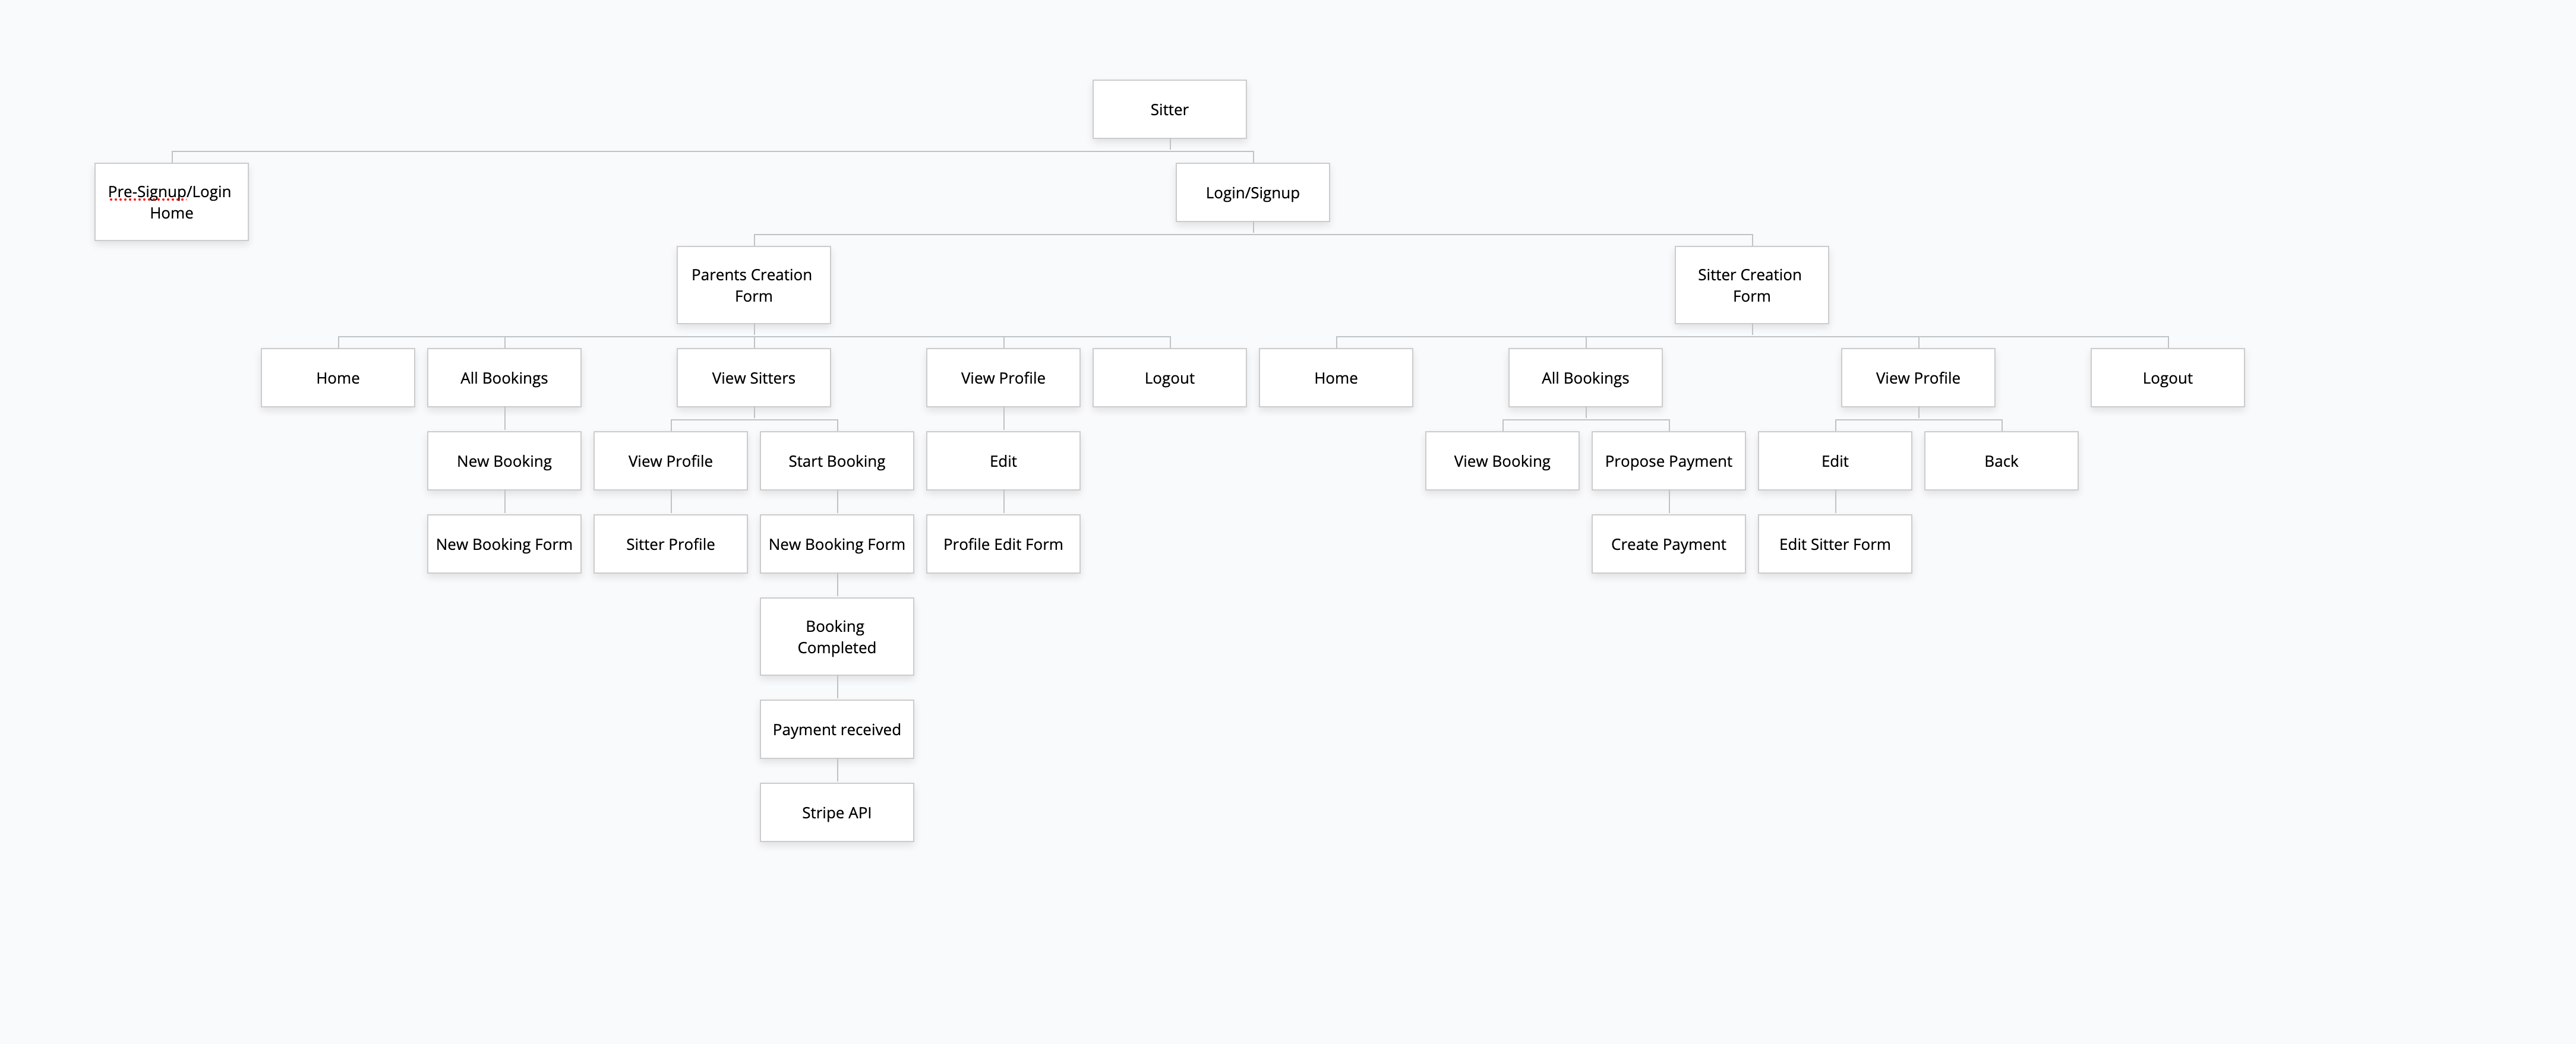 Sitter
Pre-Signup/Login
Home
Login/Signup
Parents Creation
Form
Sitter Creation
Form
Home
All Bookings
View Sitters
View Profile
Logout
Home
All Bookings
View Profile
Logout
New Booking
View Profile
Start Booking
Edit
View Booking
Propose Payment
Edit
Back
New Booking Form
Sitter Profile
New Booking Form
Profile Edit Form
Create Payment
Edit Sitter Form
Booking
Completed
Payment received
Stripe API